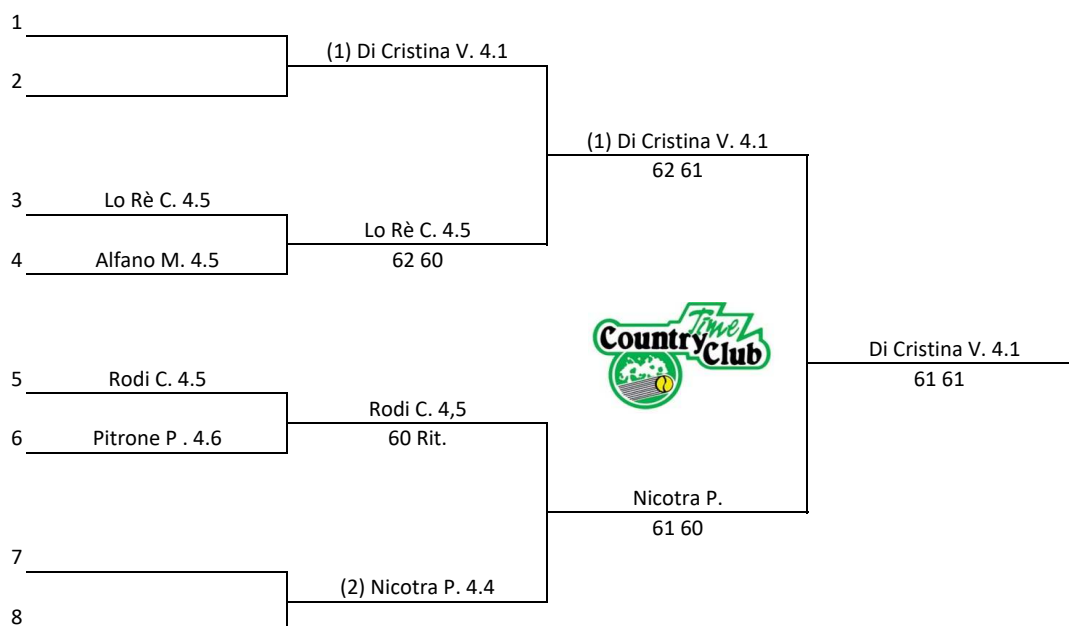 1
(1) Di Cristina V. 4.1
2
(1) Di Cristina V. 4.1
62 61
3 Lo Rè C. 4.5
Lo Rè C. 4.5
4 Alfano M. 4.5
62 60
Time
Country
Club
Di Cristina V. 4.1
61 61
5 Rodi C. 4.5
Rodi C. 4,5
6 Pitrone P . 4.6
60 Rit.
Nicotra P.
61 60
7
(2) Nicotra P. 4.4
8